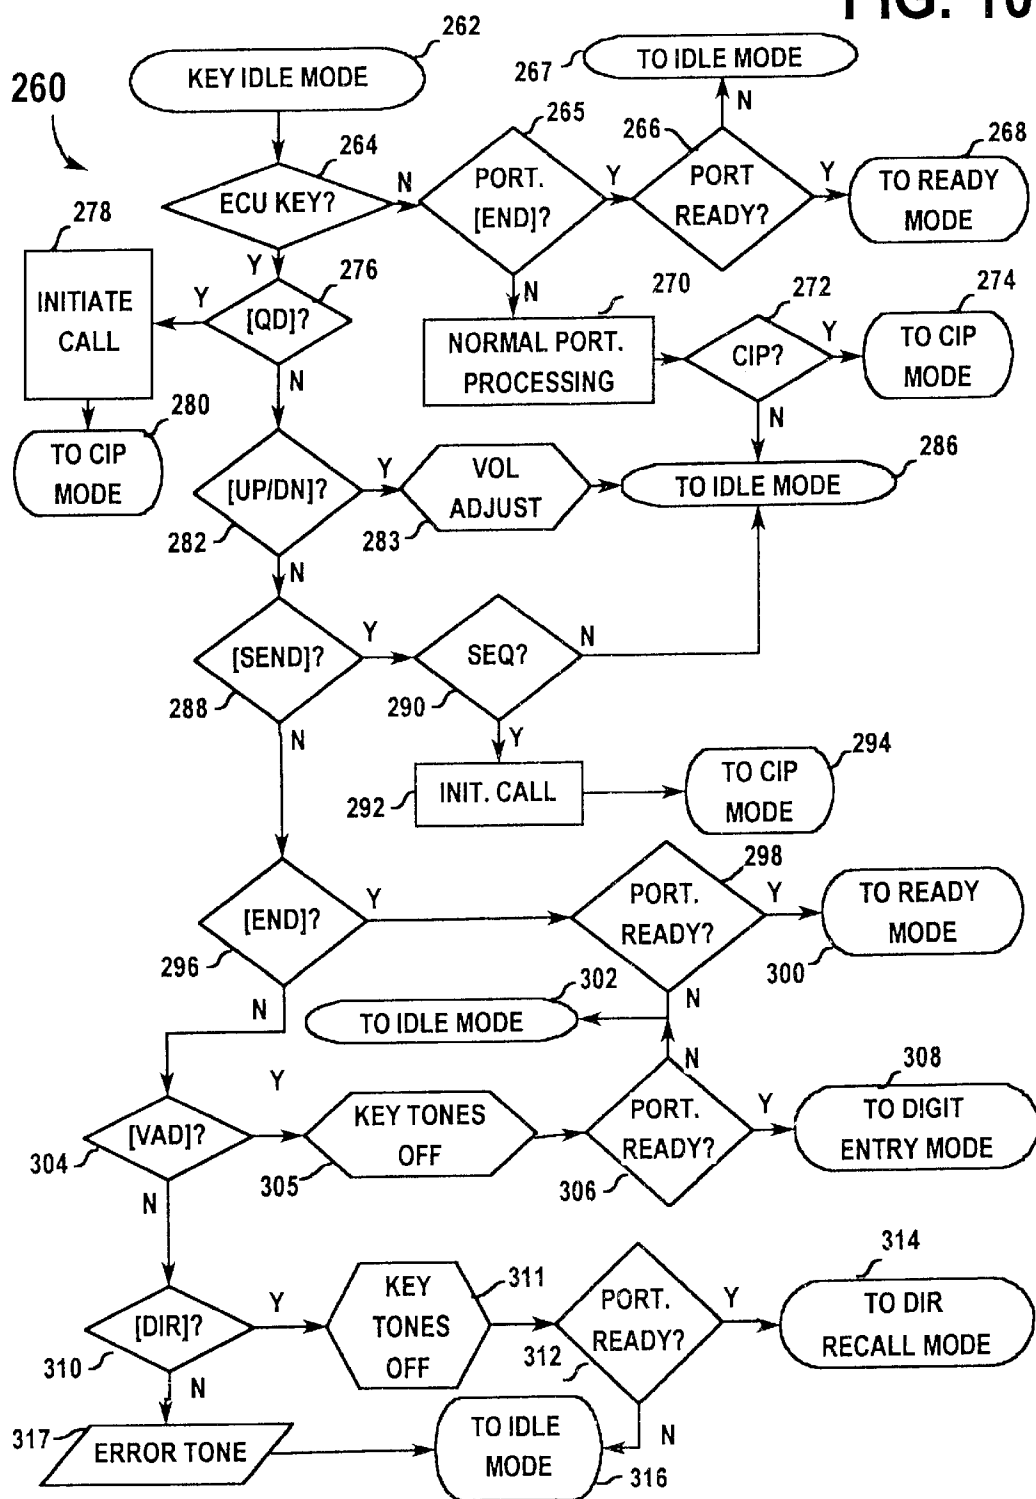 FIG. 10
262
KEY IDLE MODE
260
267
TO IDLE MODE
N
264
ECU KEY?
N
Y
265
PORT.
[END]?
Y
N
266
PORT
READY?
Y
268
TO READY
MODE
278
INITIATE
CALL
Y
276
[QD]?
N
270
NORMAL PORT.
PROCESSING
272
CIP?
Y
N
274
TO CIP
MODE
280
TO CIP
MODE
[UP/DN]?
282
Y
N
VOL
ADJUST
283
286
TO IDLE MODE
[SEND]?
288
Y
N
SEQ?
290
N
Y
292
INIT. CALL
294
TO CIP
MODE
[END]?
296
Y
N
298
PORT.
READY?
Y
N
TO READY
MODE
300
302
TO IDLE MODE
[VAD]?
304
Y
N
KEY TONES
OFF
305
N
PORT.
READY?
306
Y
308
TO DIGIT
ENTRY MODE
[DIR]?
310
Y
N
311
KEY
TONES
OFF
PORT.
READY?
312
Y
N
314
TO DIR
RECALL MODE
317
ERROR TONE
TO IDLE
MODE
316